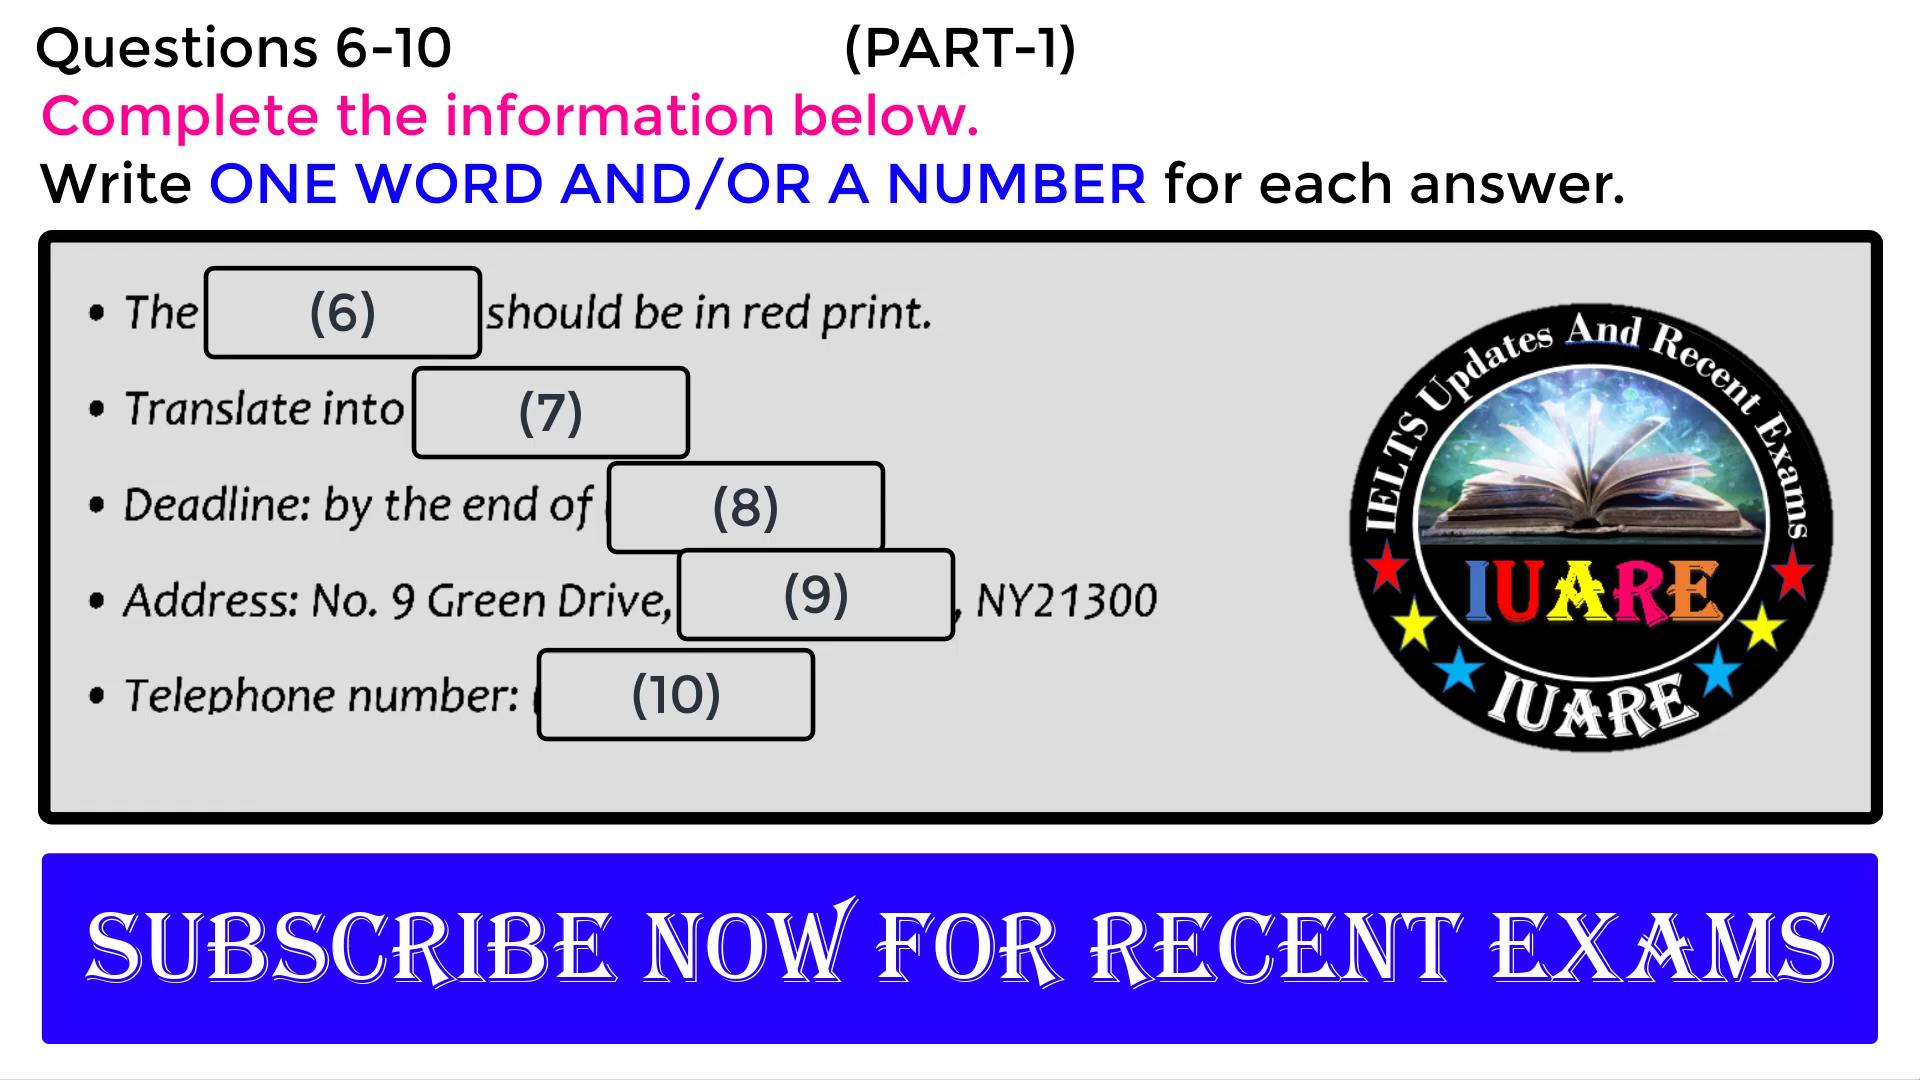 Questions 6-10 (PART-1)
Complete the information below.
Write ONE WORD AND/OR A NUMBER for each answer.
• The (6) should be in red print.
• Translate into (7)
• Deadline: by the end of (8)
• Address: No. 9 Green Drive, (9), NY21300
• Telephone number: (10)
IELTS Updates And Recent Exams
IUARE
IUARE
SUBSCRIBE NOW FOR RECENT EXAMS